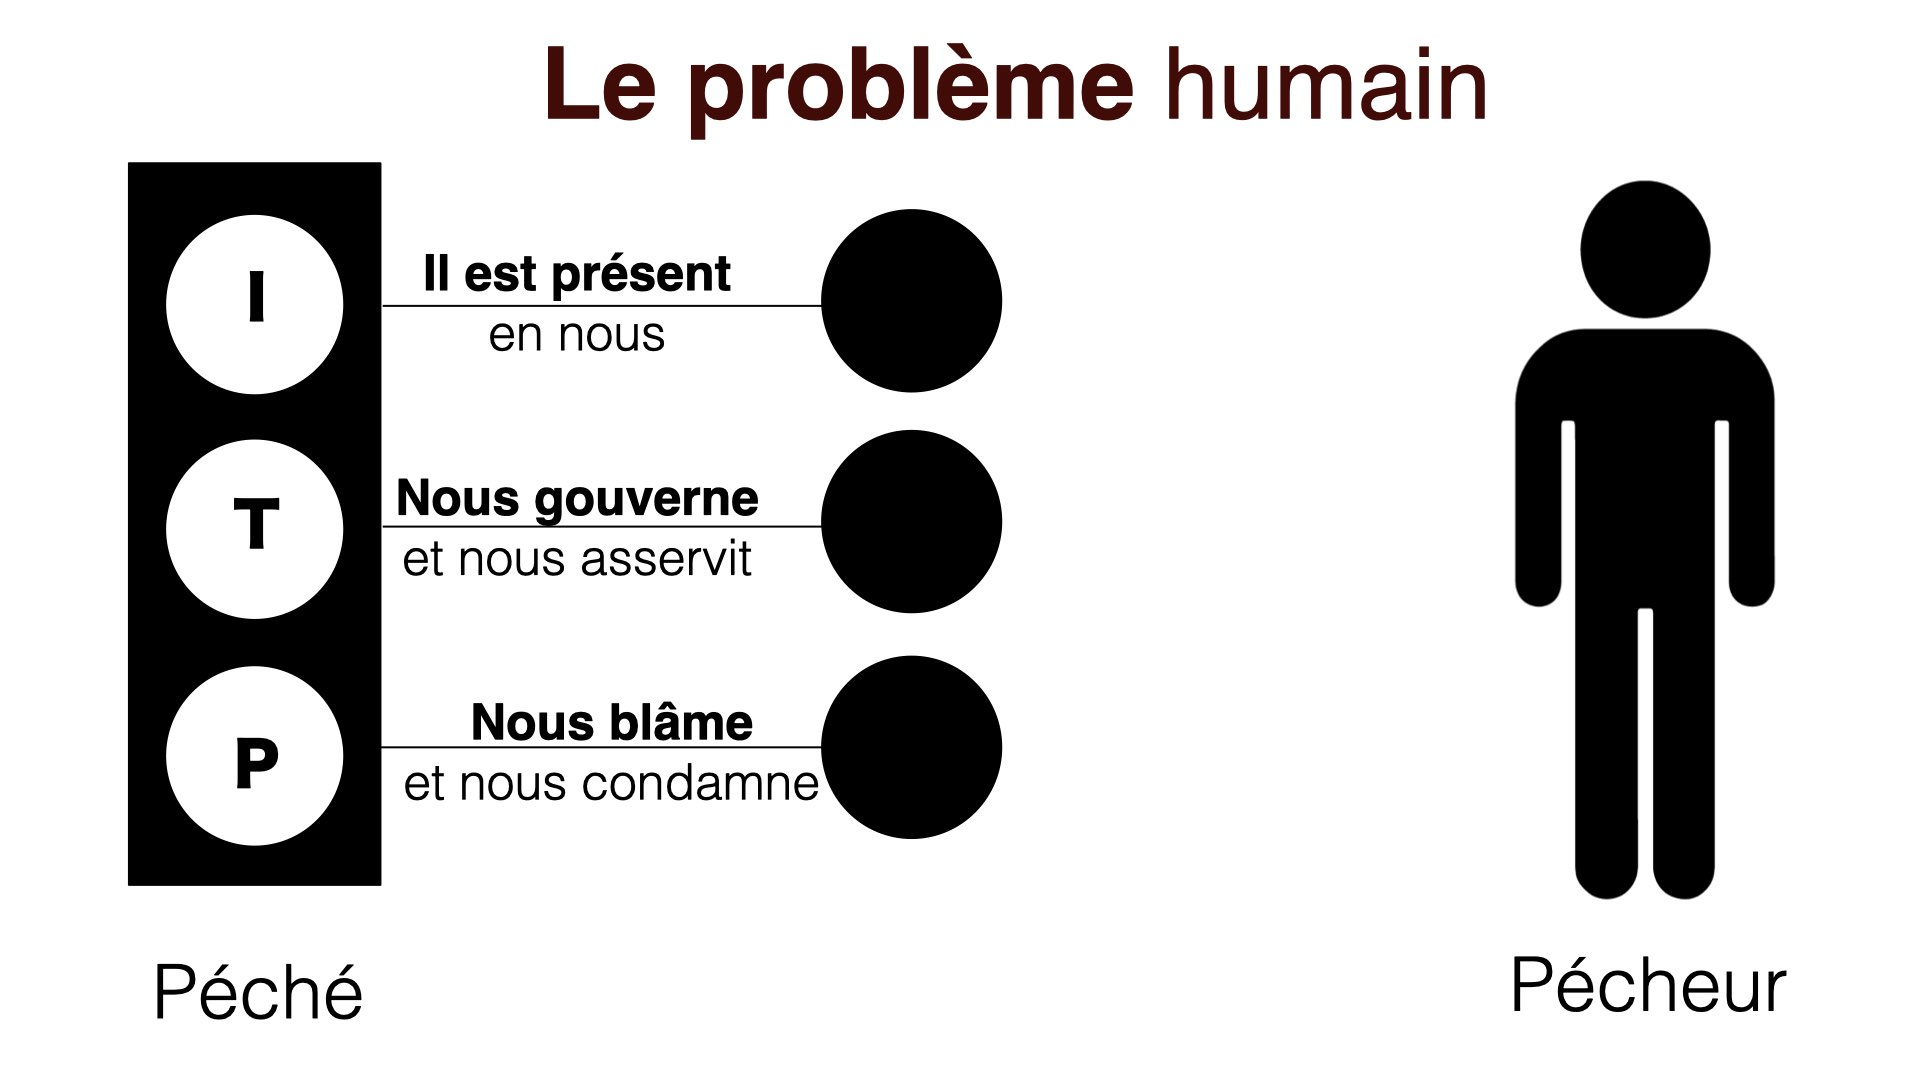 Le problème humain
I
Il est présent
en nous
T
Nous gouverne
et nous asservit
P
Nous blâme
et nous condamne
Péché
Pécheur